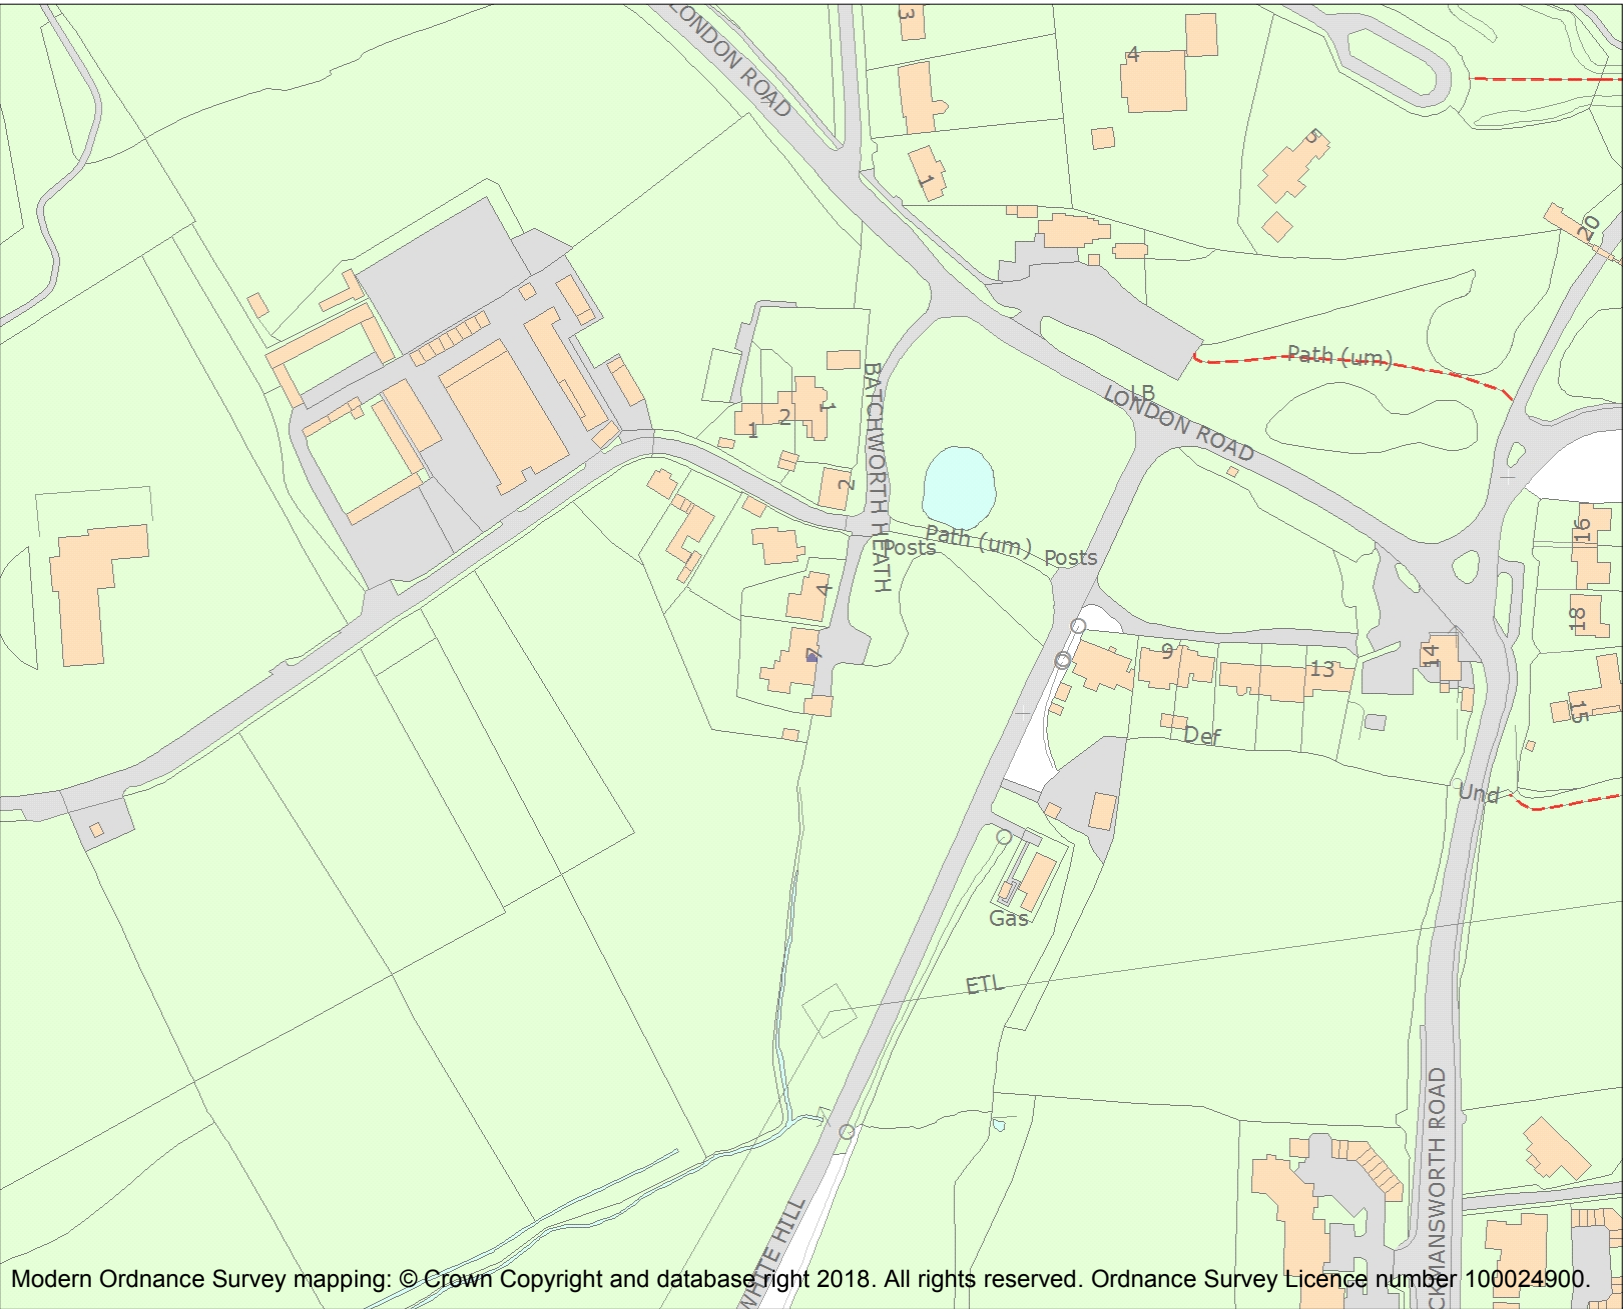 LONDON ROAD
3
4
5
1
20
Path (um)
LB
LONDON ROAD
BATCHWORTH HEATH
1
2
1
2
Path (um)
Posts
Posts
16
4
18
7
9
13
14
15
Def
Und
Gas
ETL
WHITE HILL
CKMANSWORTH ROAD
Modern Ordnance Survey mapping: © Crown Copyright and database right 2018. All rights reserved. Ordnance Survey Licence number 100024900.